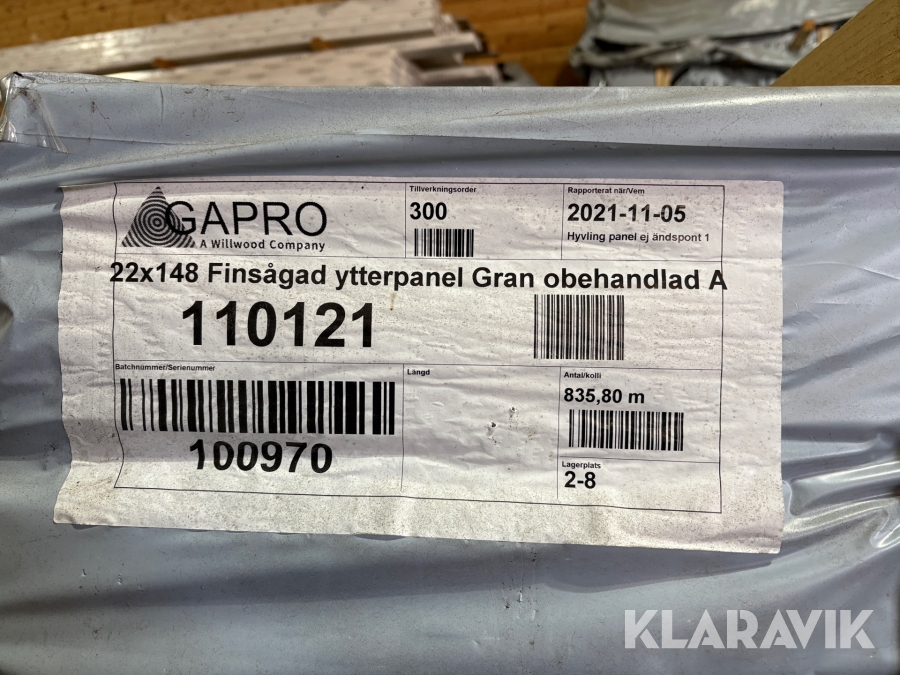 GAPRO
A Willwood Company
Tillverkningsorder
300
Rapporterat när/Vem
2021-11-05
Hyvling panel ej ändspont 1
22x148 Finsågad ytterpanel Gran obehandlad A
110121
Batchnummer/Serienummer
100970
Längd
Antal/kolli
835,80 m
Lagerplats
2-8
KLARAVIK